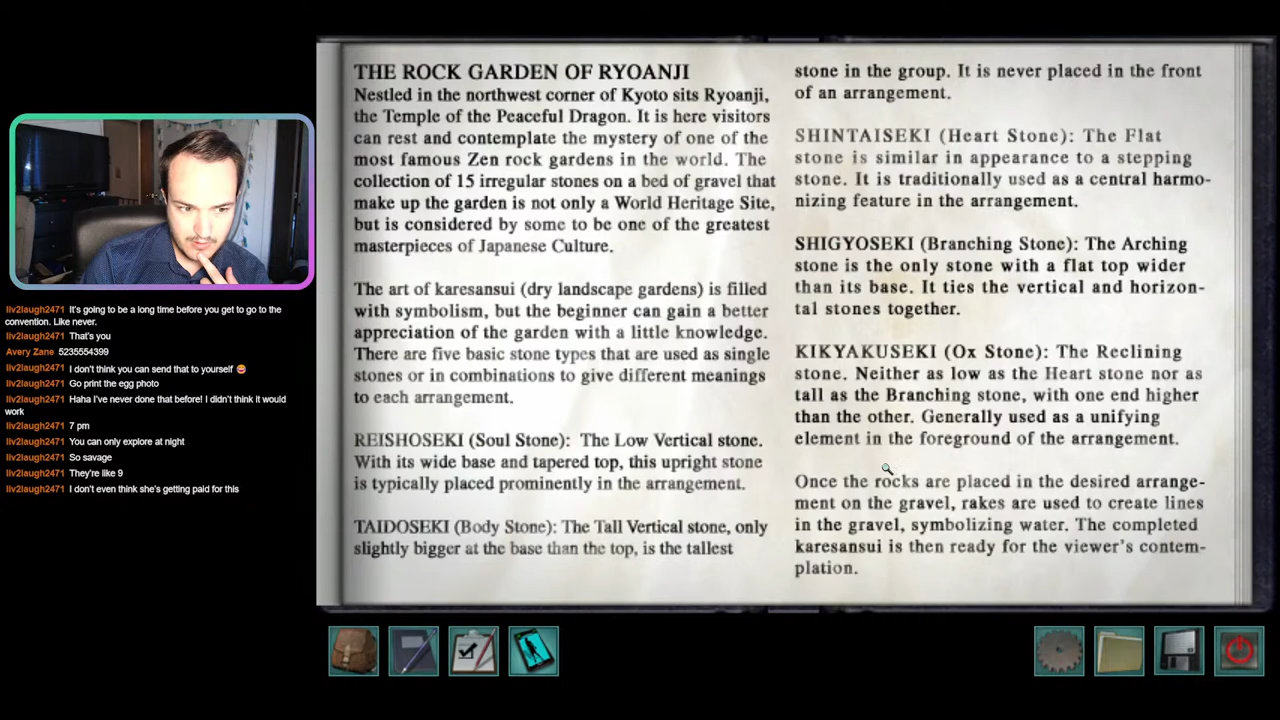 THE ROCK GARDEN OF RYOANJI
Nestled in the northwest corner of Kyoto sits Ryoanji,
the Temple of the Peaceful Dragon. It is here visitors
can rest and contemplate the mystery of one of the
most famous Zen rock gardens in the world. The
collection of 15 irregular stones on a bed of gravel that
make up the garden is not only a World Heritage Site,
but is considered by some to be one of the greatest
masterpieces of Japanese Culture.
The art of karesansui (dry landscape gardens) is filled
with symbolism, but the beginner can gain a better
appreciation of the garden with a little knowledge.
There are five basic stone types that are used as single
stones or in combinations to give different meanings
to each arrangement.
REISHOSEKI (Soul Stone): The Low Vertical stone.
With its wide base and tapered top, this upright stone
is typically placed prominently in the arrangement.
TAIDOSEKI (Body Stone): The Tall Vertical stone, only
slightly bigger at the base than the top, is the tallest
stone in the group. It is never placed in the front
of an arrangement.
SHINTAISEKI (Heart Stone): The Flat
stone is similar in appearance to a stepping
stone. It is traditionally used as a central harmo-
nizing feature in the arrangement.
SHIGYOSEKI (Branching Stone): The Arching
stone is the only stone with a flat top wider
than its base. It ties the vertical and horizon-
tal stones together.
KIKYAKUSEKI (Ox Stone): The Reclining
stone. Neither as low as the Heart stone nor as
tall as the Branching stone, with one end higher
than the other. Generally used as a unifying
element in the foreground of the arrangement.
Once the rocks are placed in the desired arrange-
ment on the gravel, rakes are used to create lines
in the gravel, symbolizing water. The completed
karesansui is then ready for the viewer's contem-
plation.
liv2laugh2471 It's going to be a long time before you get to go to the
convention. Like never.
liv2laugh2471 That's you
Avery Zane 5235554399
liv2laugh2471 I don't think you can send that to yourself 😅
liv2laugh2471 Go print the egg photo
liv2laugh2471 Haha I've never done that before! I didn't think it would
work
liv2laugh2471 7 pm
liv2laugh2471 You can only explore at night
liv2laugh2471 So savage
liv2laugh2471 They're like 9
liv2laugh2471 I don't even think she's getting paid for this